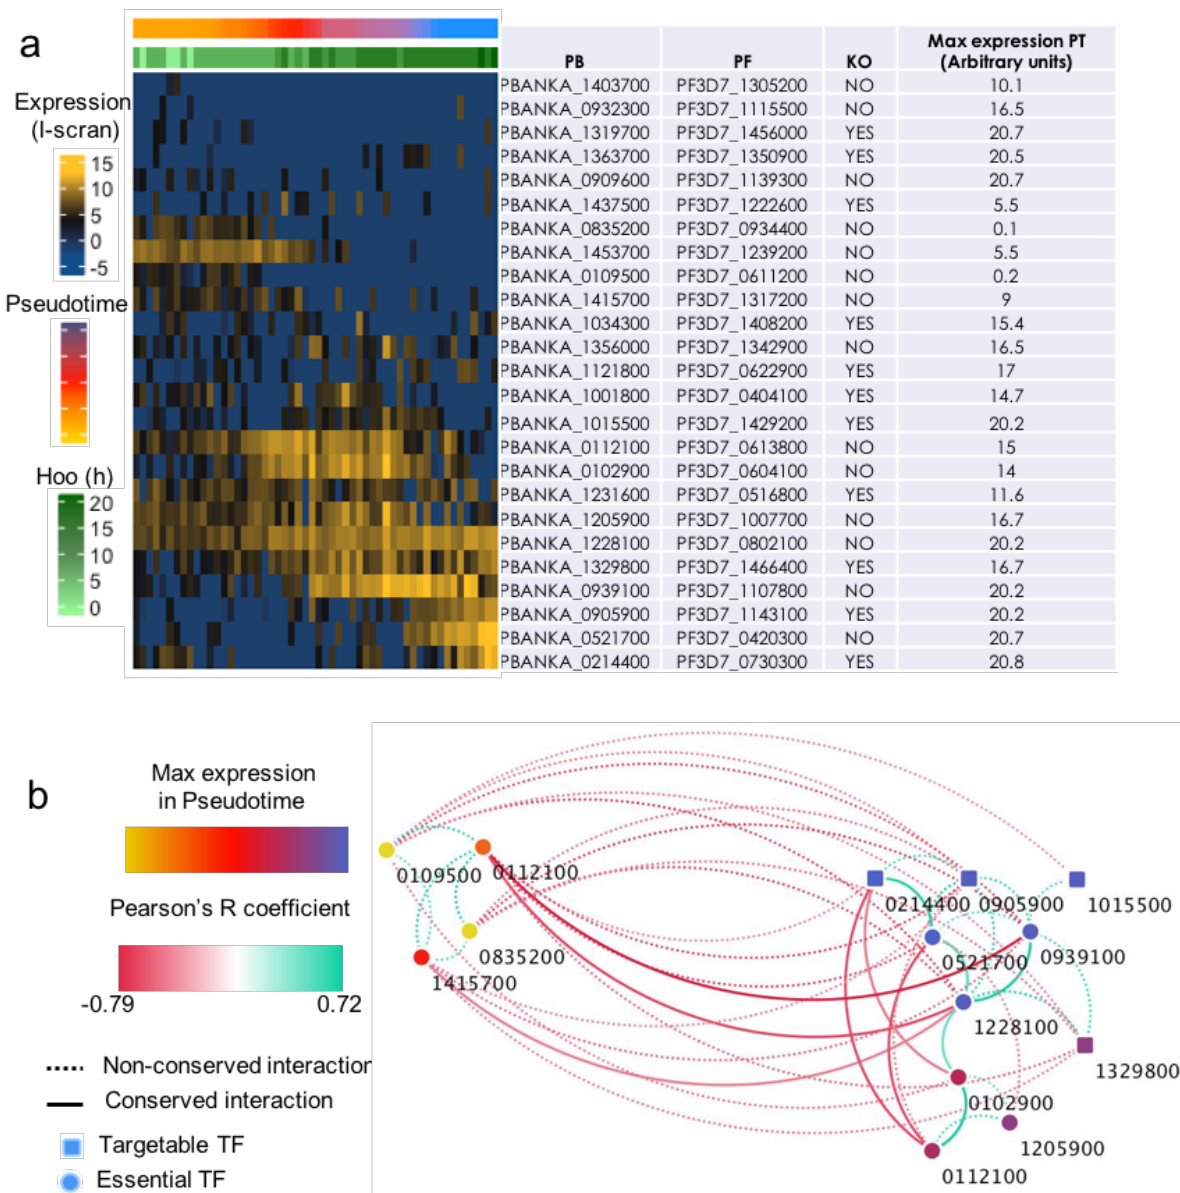 a
Expression
(l-scran)
15
10
5
0
-5
Pseudotime
Hoo (h)
20
15
10
5
0
PB PF KO Max expression PT (Arbitrary units)
PBANKA_1403700 PF3D7_1305200 NO 10.1
PBANKA_0932300 PF3D7_1115500 NO 16.5
PBANKA_1319700 PF3D7_1456000 YES 20.7
PBANKA_1363700 PF3D7_1350900 YES 20.5
PBANKA_0909600 PF3D7_1139300 NO 20.7
PBANKA_1437500 PF3D7_1222600 YES 5.5
PBANKA_0835200 PF3D7_0934400 NO 0.1
PBANKA_1453700 PF3D7_1239200 NO 5.5
PBANKA_0109500 PF3D7_0611200 NO 0.2
PBANKA_1415700 PF3D7_1317200 NO 9
PBANKA_1034300 PF3D7_1408200 YES 15.4
PBANKA_1356000 PF3D7_1342900 NO 16.5
PBANKA_1121800 PF3D7_0622900 YES 17
PBANKA_1001800 PF3D7_0404100 YES 14.7
PBANKA_1015500 PF3D7_1429200 YES 20.2
PBANKA_0112100 PF3D7_0613800 NO 15
PBANKA_0102900 PF3D7_0604100 NO 14
PBANKA_1231600 PF3D7_0516800 YES 11.6
PBANKA_1205900 PF3D7_1007700 NO 16.7
PBANKA_1228100 PF3D7_0802100 NO 20.2
PBANKA_1329800 PF3D7_1466400 YES 16.7
PBANKA_0939100 PF3D7_1107800 NO 20.2
PBANKA_0905900 PF3D7_1143100 YES 20.2
PBANKA_0521700 PF3D7_0420300 NO 20.7
PBANKA_0214400 PF3D7_0730300 YES 20.8
b
Max expression
in Pseudotime
Pearson's R coefficient
-0.79 0.72
Non-conserved interaction
Conserved interaction
Targetable TF
Essential TF
0109500
0112100
0835200
1415700
0214400
0905900
1015500
0521700
0939100
1228100
1329800
0102900
1205900
0112100